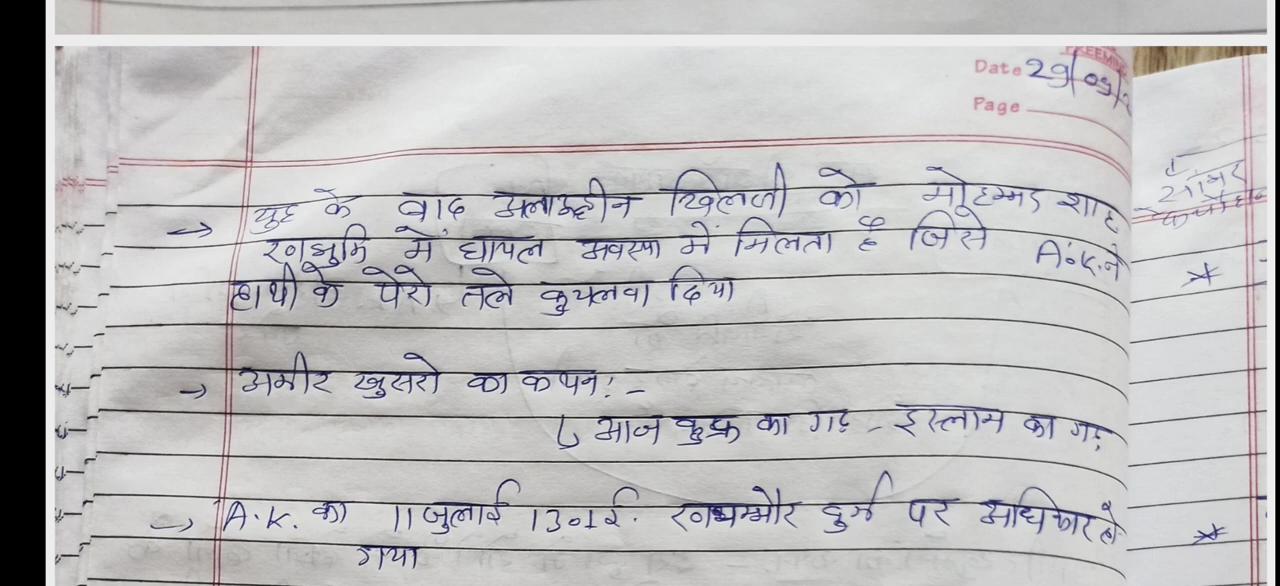 Date 29/09/
Page
→ युद्ध के बाद अलाउद्दीन खिलजी को मोहम्मद शाह
रणभुमि में घायल अवस्था में मिलता है जिसे A.K. ने
हाथी के पेरो तले कुचलवा दिया
→ अमीर खुसरो का कथन:-
↳ आज कुफ्र का गढ़ - इस्लाम का गढ़
→ A.K. का 11 जुलाई 1301 ई. रणथम्भौर दुर्ग पर अधिकार हो
गया